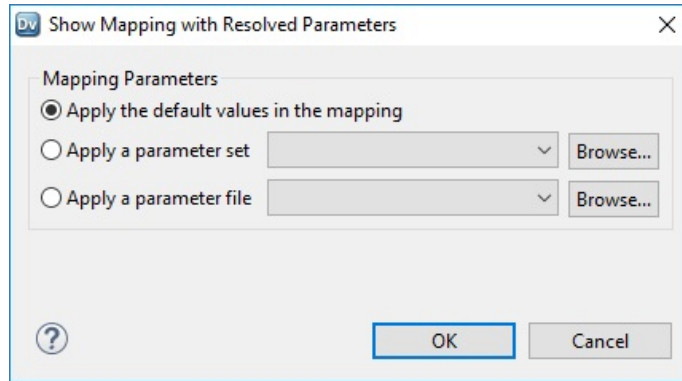 Dv Show Mapping with Resolved Parameters
Mapping Parameters
Apply the default values in the mapping
Apply a parameter set Browse...
Apply a parameter file Browse...
?
OK Cancel